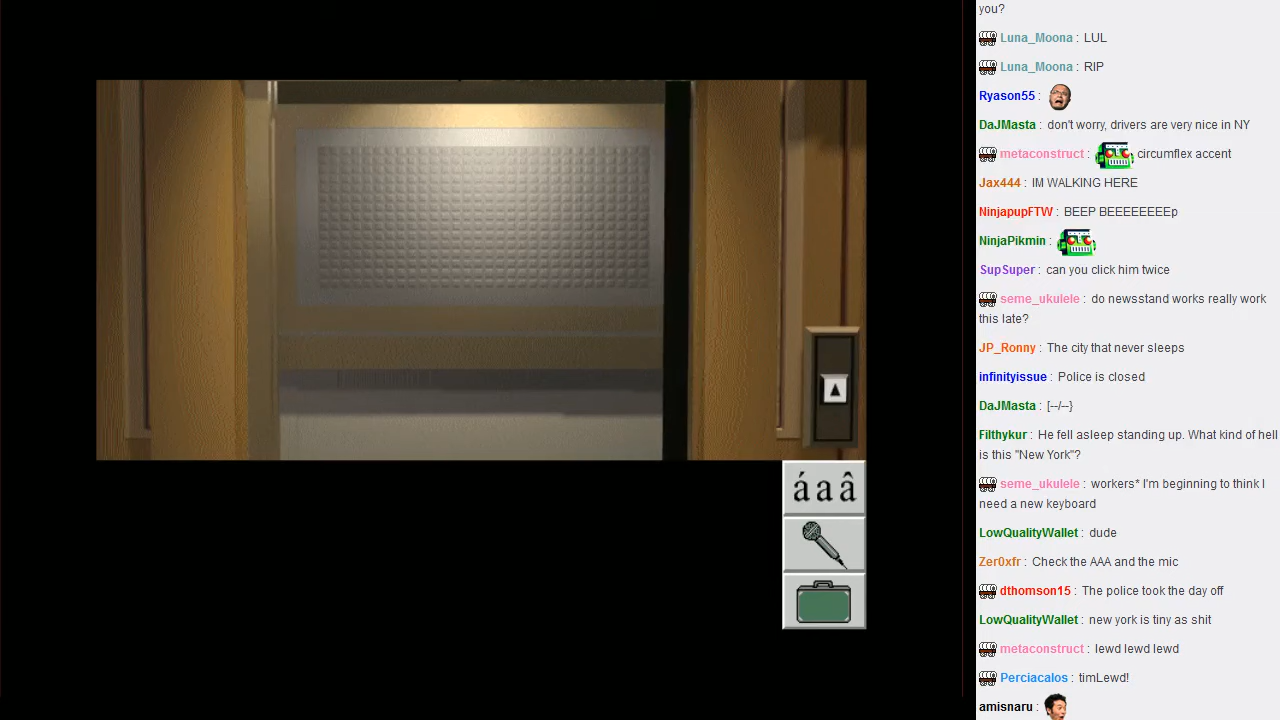 you?
Luna_Moona : LUL
Luna_Moona : RIP
Ryason55 :
DaJMasta : don't worry, drivers are very nice in NY
metaconstruct : circumflex accent
Jax444 : IM WALKING HERE
NinjapupFTW : BEEP BEEEEEEEEp
NinjaPikmin :
SupSuper : can you click him twice
seme_ukulele : do newsstand works really work
this late?
JP_Ronny : The city that never sleeps
infinityissue : Police is closed
DaJMasta : [--/--}
Filthykur : He fell asleep standing up. What kind of hell
is this "New York"?
seme_ukulele : workers* I'm beginning to think I
need a new keyboard
LowQualityWallet : dude
Zer0xfr : Check the AAA and the mic
dthomson15 : The police took the day off
LowQualityWallet : new york is tiny as shit
metaconstruct : lewd lewd lewd
Perciacalos : timLewd!
amisnaru :
á a â